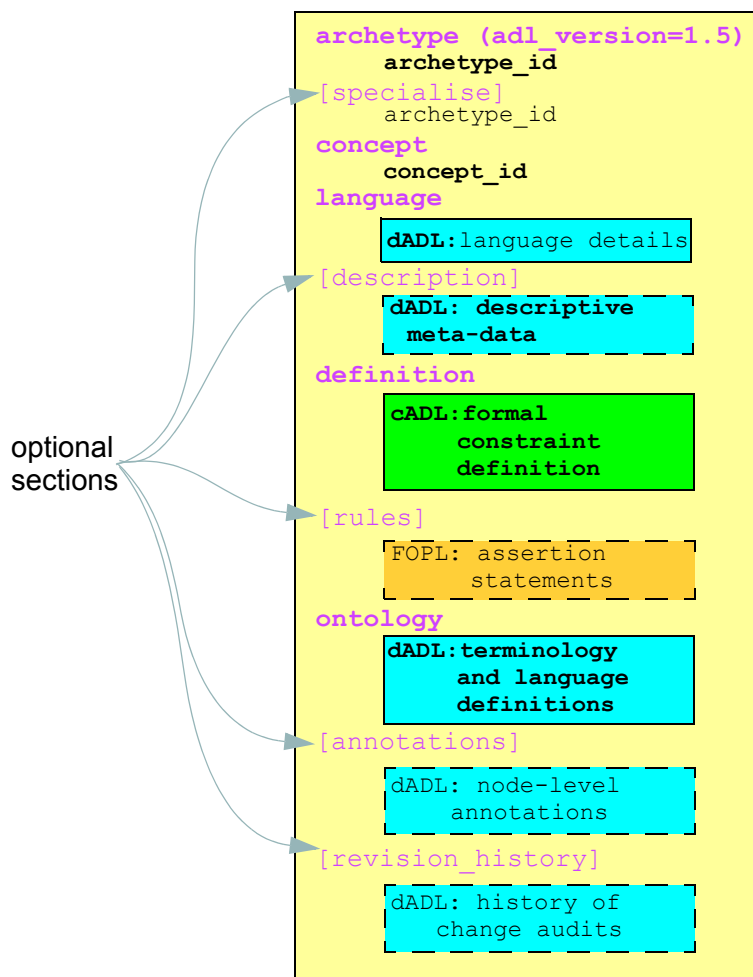 archetype (adl_version=1.5)
archetype_id
[specialise]
archetype_id
concept
concept_id
language
dADL:language details
[description]
dADL: descriptive
meta-data
definition
cADL:formal
constraint
definition
optional
sections
[rules]
FOPL: assertion
statements
ontology
dADL:terminology
and language
definitions
[annotations]
dADL: node-level
annotations
[revision_history]
dADL: history of
change audits